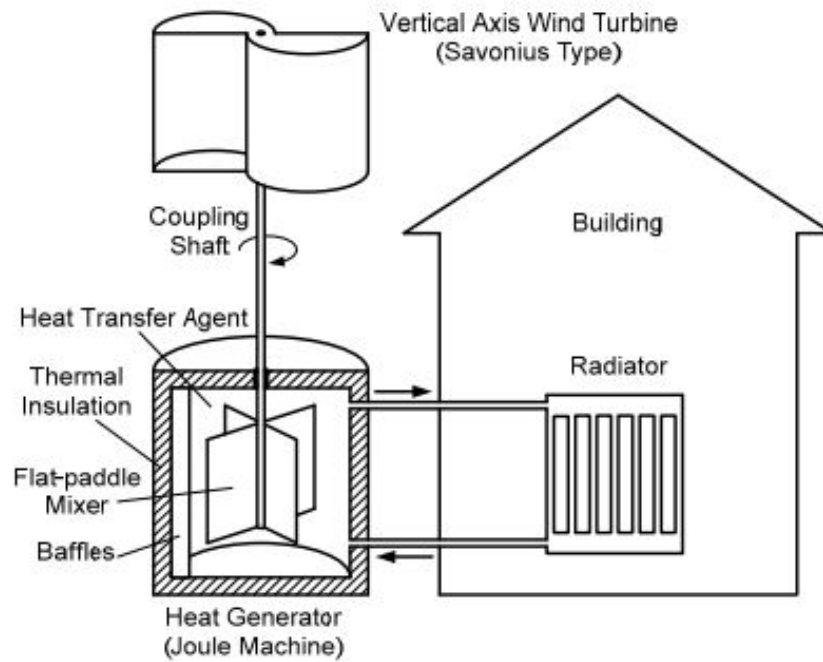 Vertical Axis Wind Turbine
(Savonius Type)
Coupling
Shaft
Building
Heat Transfer Agent
Thermal
Insulation
Radiator
Flat-paddle
Mixer
Baffles
Heat Generator
(Joule Machine)